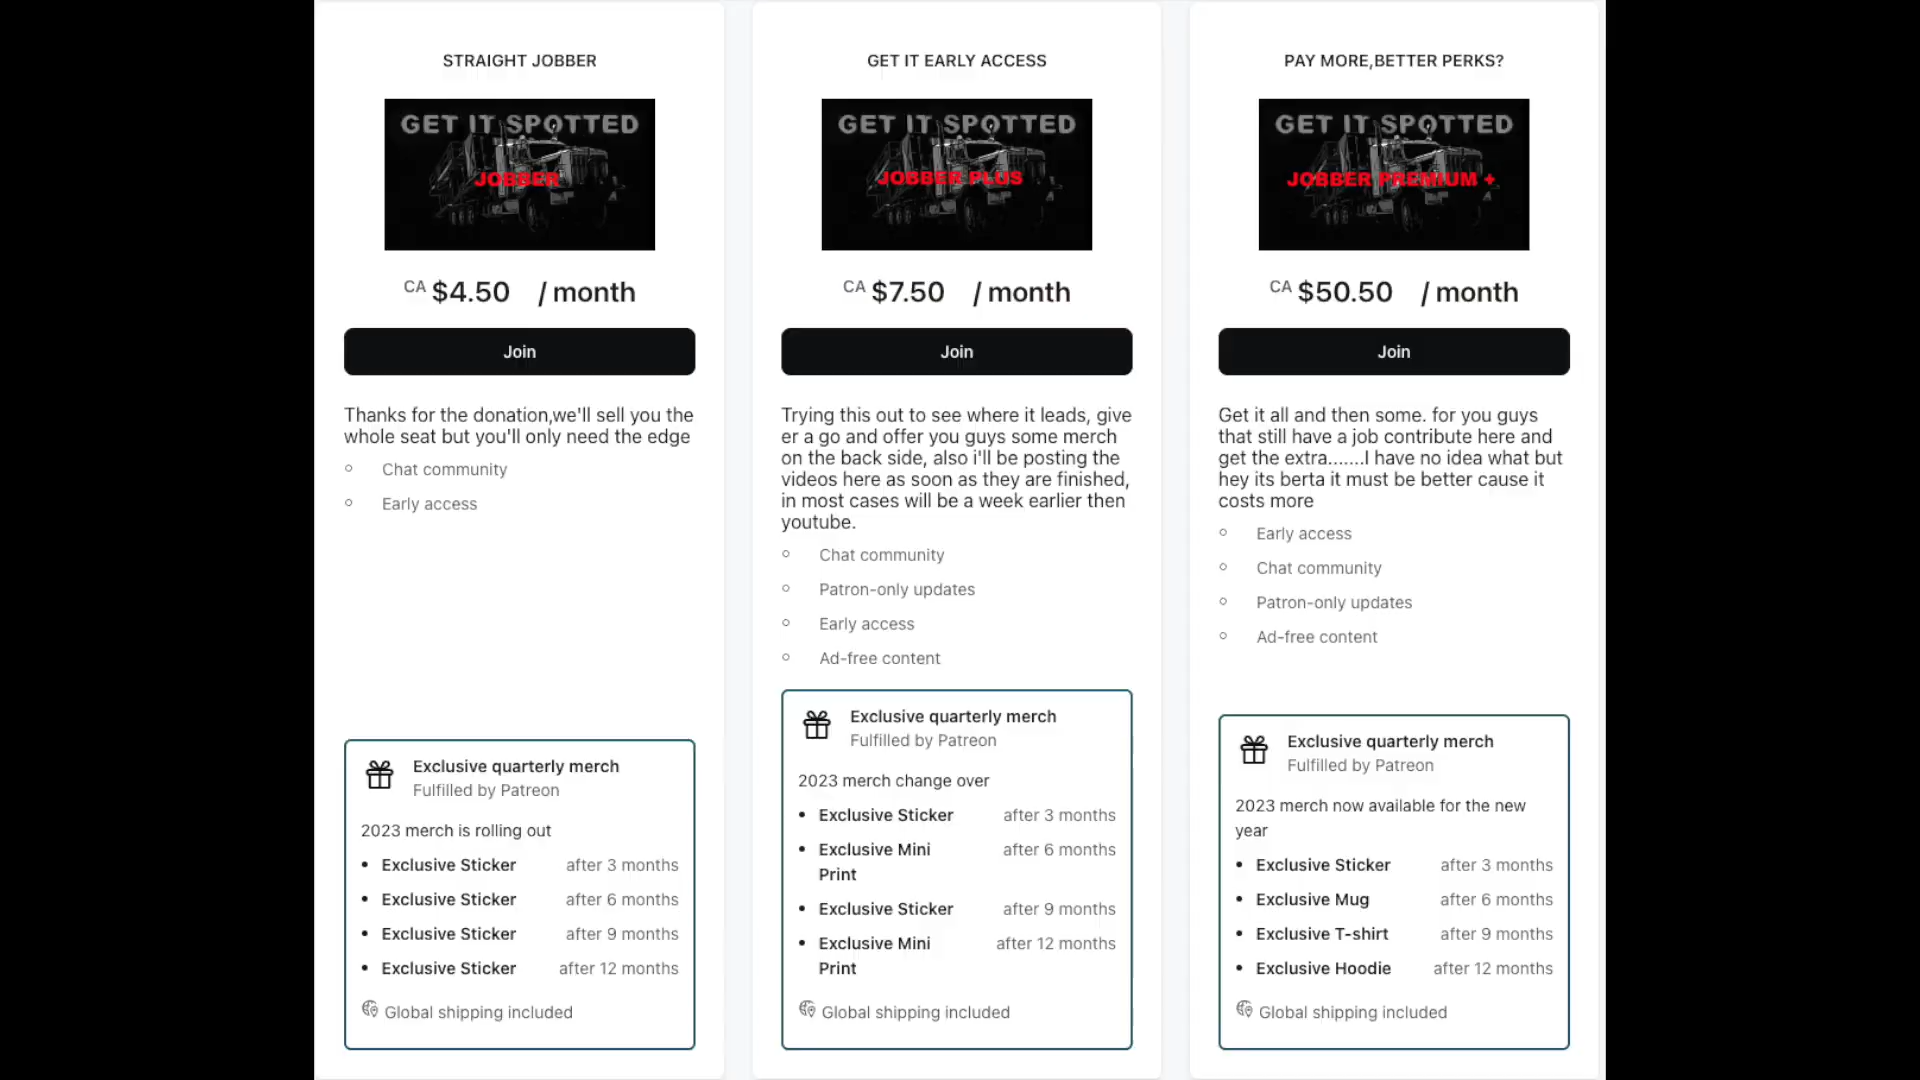 STRAIGHT JOBBER
GET IT SPOTTED
JOBBER
CA $4.50 / month
Join
Thanks for the donation,we'll sell you the
whole seat but you'll only need the edge
Chat community
Early access
Exclusive quarterly merch
Fulfilled by Patreon
2023 merch is rolling out
Exclusive Sticker after 3 months
Exclusive Sticker after 6 months
Exclusive Sticker after 9 months
Exclusive Sticker after 12 months
Global shipping included
GET IT EARLY ACCESS
GET IT SPOTTED
JOBBER PLUS
CA $7.50 / month
Join
Trying this out to see where it leads, give
er a go and offer you guys some merch
on the back side, also i'll be posting the
videos here as soon as they are finished,
in most cases will be a week earlier then
youtube.
Chat community
Patron-only updates
Early access
Ad-free content
Exclusive quarterly merch
Fulfilled by Patreon
2023 merch change over
Exclusive Sticker after 3 months
Exclusive Mini after 6 months
Print
Exclusive Sticker after 9 months
Exclusive Mini after 12 months
Print
Global shipping included
PAY MORE,BETTER PERKS?
GET IT SPOTTED
JOBBER PREMIUM +
CA $50.50 / month
Join
Get it all and then some. for you guys
that still have a job contribute here and
get the extra.......I have no idea what but
hey its berta it must be better cause it
costs more
Early access
Chat community
Patron-only updates
Ad-free content
Exclusive quarterly merch
Fulfilled by Patreon
2023 merch now available for the new
year
Exclusive Sticker after 3 months
Exclusive Mug after 6 months
Exclusive T-shirt after 9 months
Exclusive Hoodie after 12 months
Global shipping included